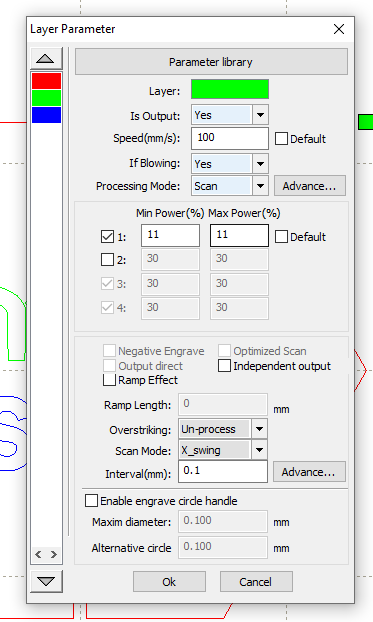 Layer Parameter
Parameter library
Layer:
Is Output: Yes
Speed(mm/s): 100 Default
If Blowing: Yes
Processing Mode: Scan Advance...
Min Power(%) Max Power(%)
1: 11 11 Default
2: 30 30
3: 30 30
4: 30 30
Negative Engrave Optimized Scan
Output direct Independent output
Ramp Effect
Ramp Length: 0 mm
Overstriking: Un-process
Scan Mode: X_swing
Interval(mm): 0.1 Advance...
Enable engrave circle handle
Maxim diameter: 0.100 mm
Alternative circle 0.100 mm
Ok Cancel